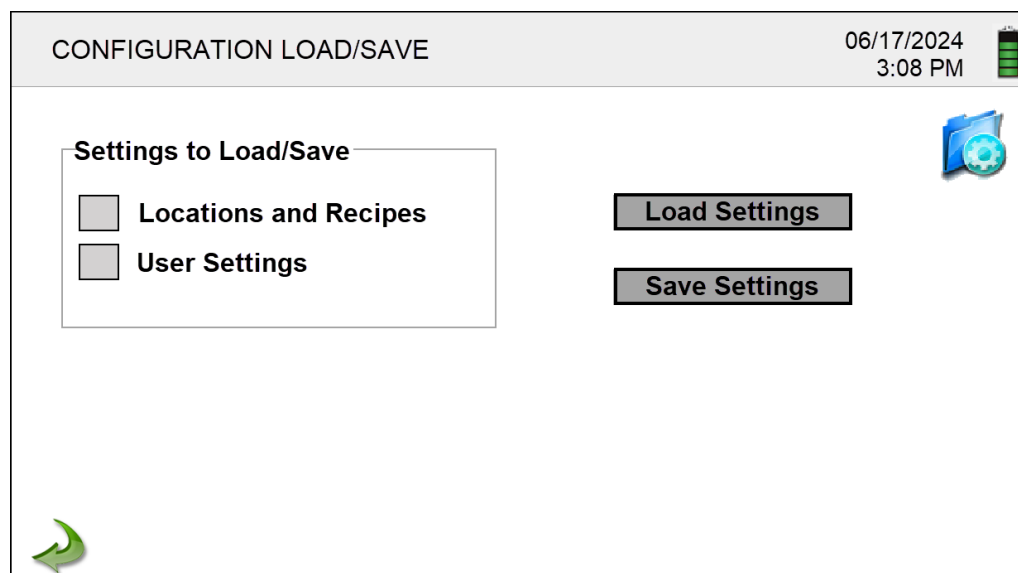 CONFIGURATION LOAD/SAVE
06/17/2024
3:08 PM
Settings to Load/Save
Locations and Recipes
User Settings
Load Settings
Save Settings